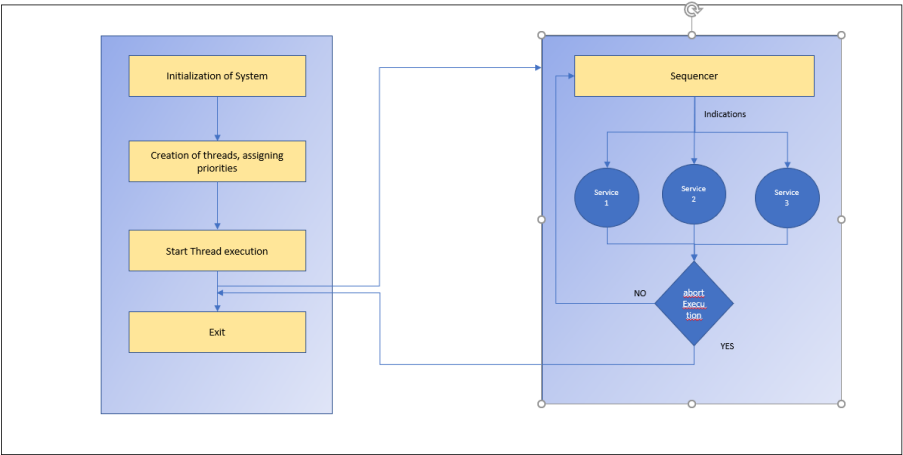 Initialization of System
Creation of threads, assigning
priorities
Start Thread execution
Exit
Sequencer
Indications
Service
1
Service
2
Service
3
abort
Execu
tion
NO
YES